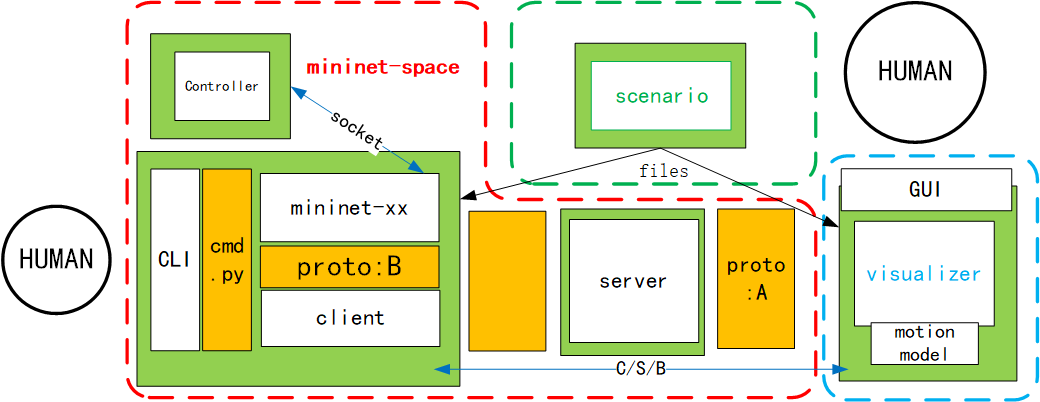 mininet-space
Controller
socket
scenario
HUMAN
files
GUI
HUMAN
CLI
cmd
.py
mininet-xx
proto:B
client
server
proto
:A
visualizer
motion
model
C/S/B